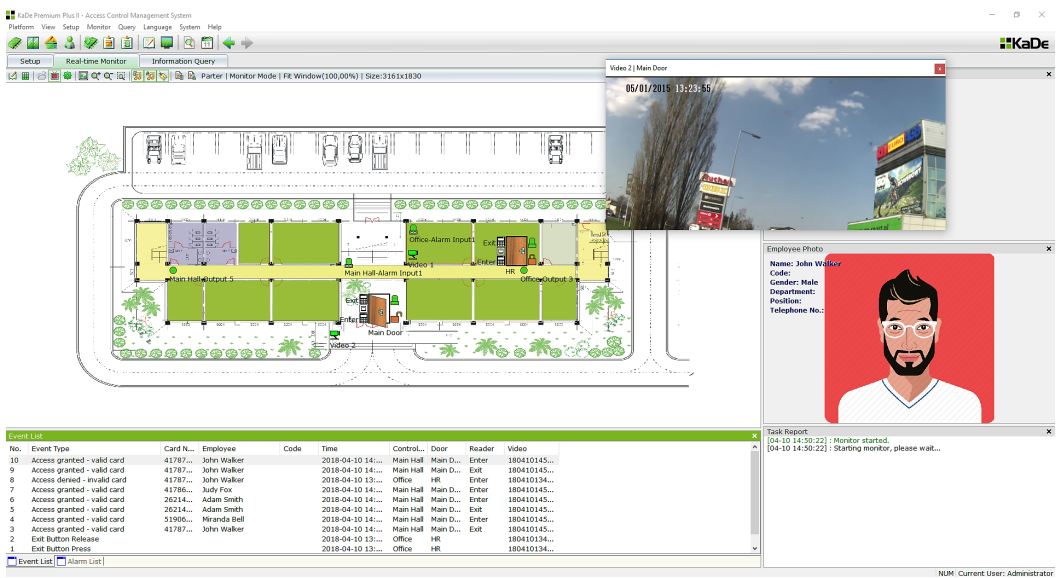 KaDe Premium Plus II - Access Control Management System
Platform View Setup Monitor Query Language System Help
KaDe
Setup Real-time Monitor Information Query
Parter | Monitor Mode | Fit Window(100,00%) | Size:3161x1830
Video 2 | Main Door
05/01/2015 13:23:55
Office-Alarm Input1
Exit
Video 1
Enter
HR
Main Hall-Alarm Input1
Main Hall-Output 5
Office-Output 3
Exit
Enter
Main Door
Video 2
Employee Photo
Name: John Walker
Code:
Gender: Male
Department:
Position:
Telephone No.:
Event List
No. Event Type Card N... Employee Code Time Control... Door Reader Video
10 Access granted - valid card 41787... John Walker 2018-04-10 14:... Main Hall Main D... Enter 180410145...
9 Access granted - valid card 41787... John Walker 2018-04-10 14:... Main Hall Main D... Exit 180410145...
8 Access denied - invalid card 41787... John Walker 2018-04-10 13:... Office HR Enter 180410134...
7 Access granted - valid card 41786... Judy Fox 2018-04-10 14:... Main Hall Main D... Enter 180410145...
6 Access granted - valid card 26214... Adam Smith 2018-04-10 14:... Main Hall Main D... Enter 180410145...
5 Access granted - valid card 26214... Adam Smith 2018-04-10 14:... Main Hall Main D... Exit 180410145...
4 Access granted - valid card 51906... Miranda Bell 2018-04-10 14:... Main Hall Main D... Enter 180410145...
3 Access granted - valid card 41787... John Walker 2018-04-10 14:... Main Hall Main D... Exit 180410145...
2 Exit Button Release 2018-04-10 13:... Office HR 180410134...
1 Exit Button Press 2018-04-10 13:... Office HR 180410134...
Event List Alarm List
Task Report
[04-10 14:50:22] : Monitor started.
[04-10 14:50:22] : Starting monitor, please wait...
NUM Current User: Administrator